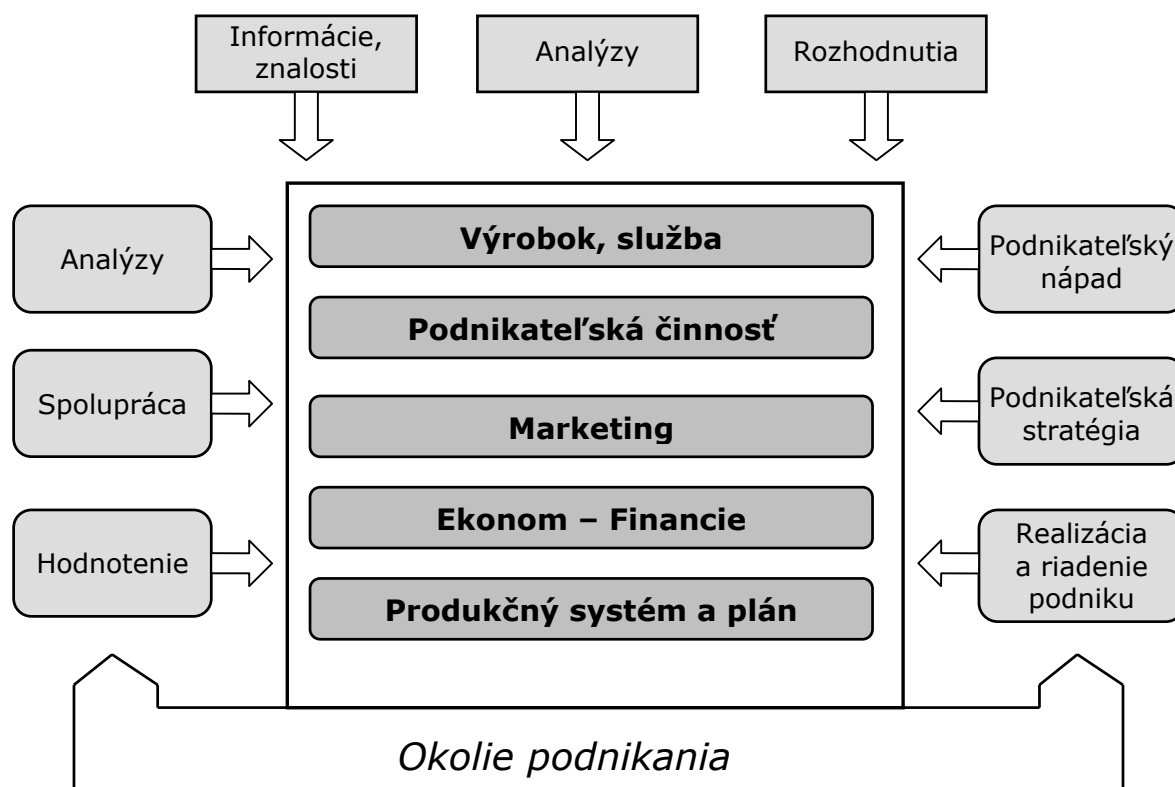 Informácie,
znalosti
Analýzy
Rozhodnutia
Analýzy
Výrobok, služba
Podnikateľský
nápad
Podnikateľská činnosť
Spolupráca
Marketing
Podnikateľská
stratégia
Hodnotenie
Ekonom – Financie
Realizácia
a riadenie
podniku
Produkčný systém a plán
Okolie podnikania